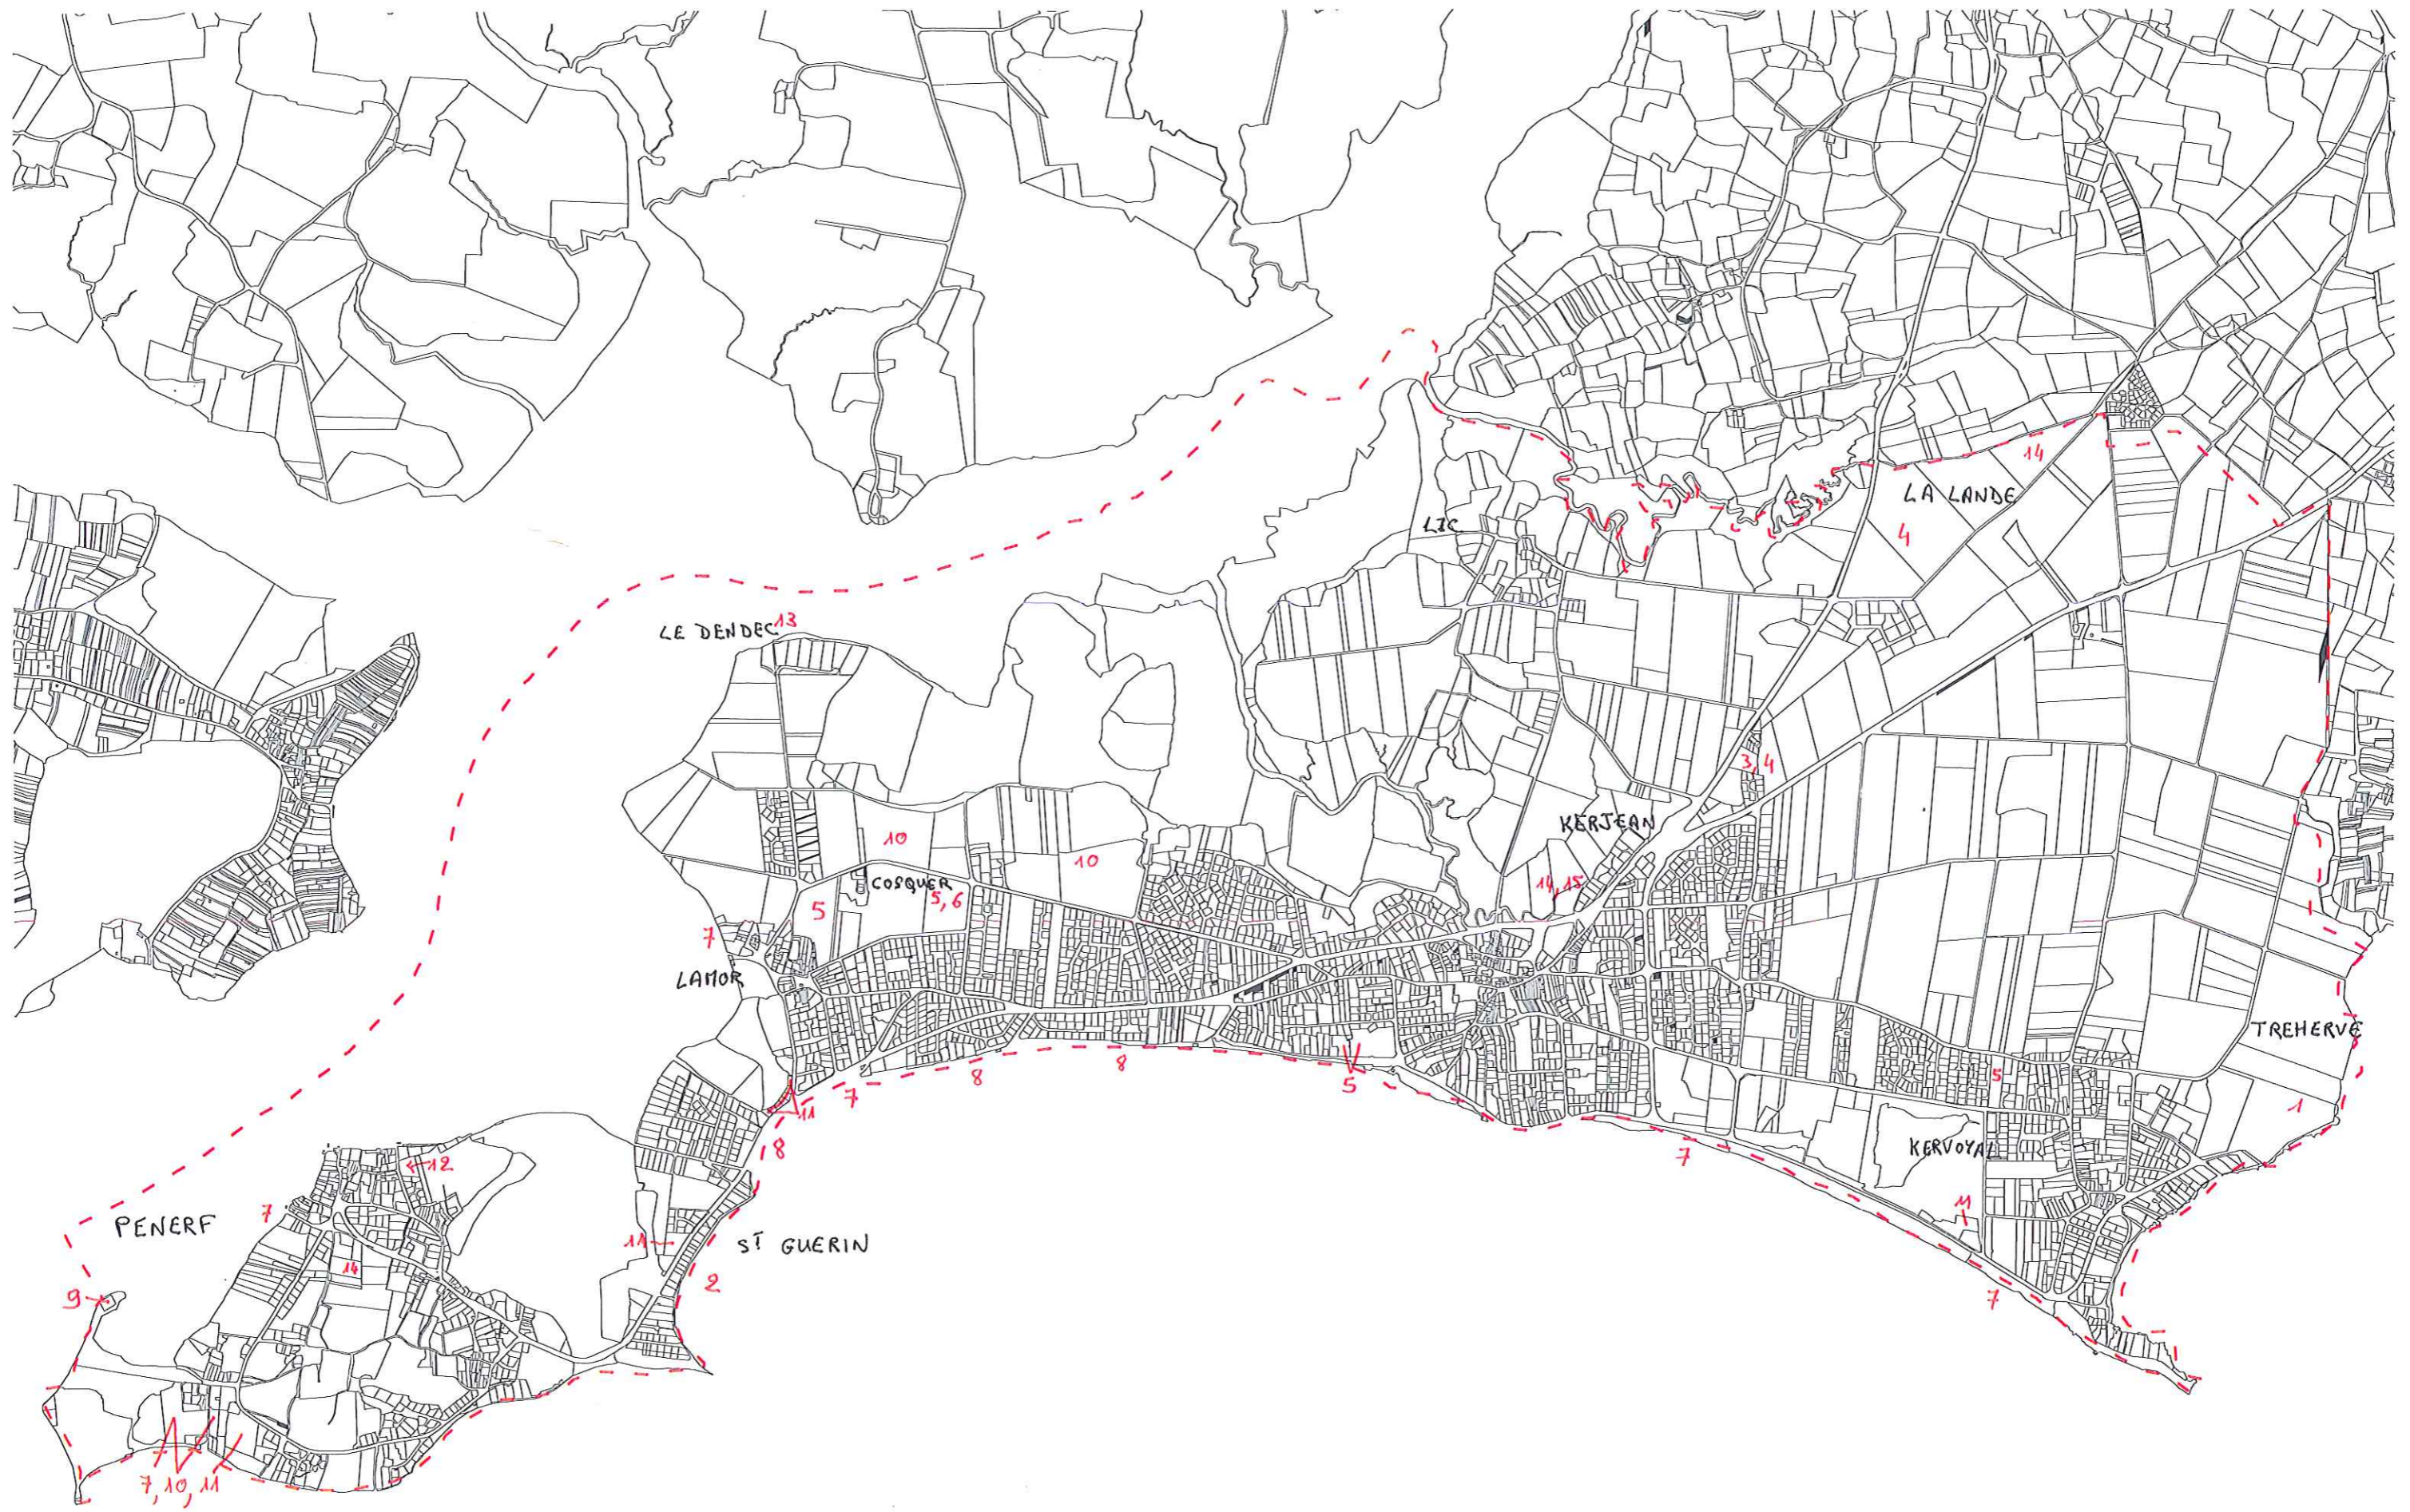 14
LA LANDE
4
LIC
LE DENDEC 13
3, 4
KERJEAN
10
10
COSQUER
5, 6
14, 15
5
7
LAMOR
TREHERVE
5
8
8
5
7
11
1
8
KERVOYAL
7
12
11
7
PENERF
11
ST GUERIN
14
2
9
7
7, 10, 11